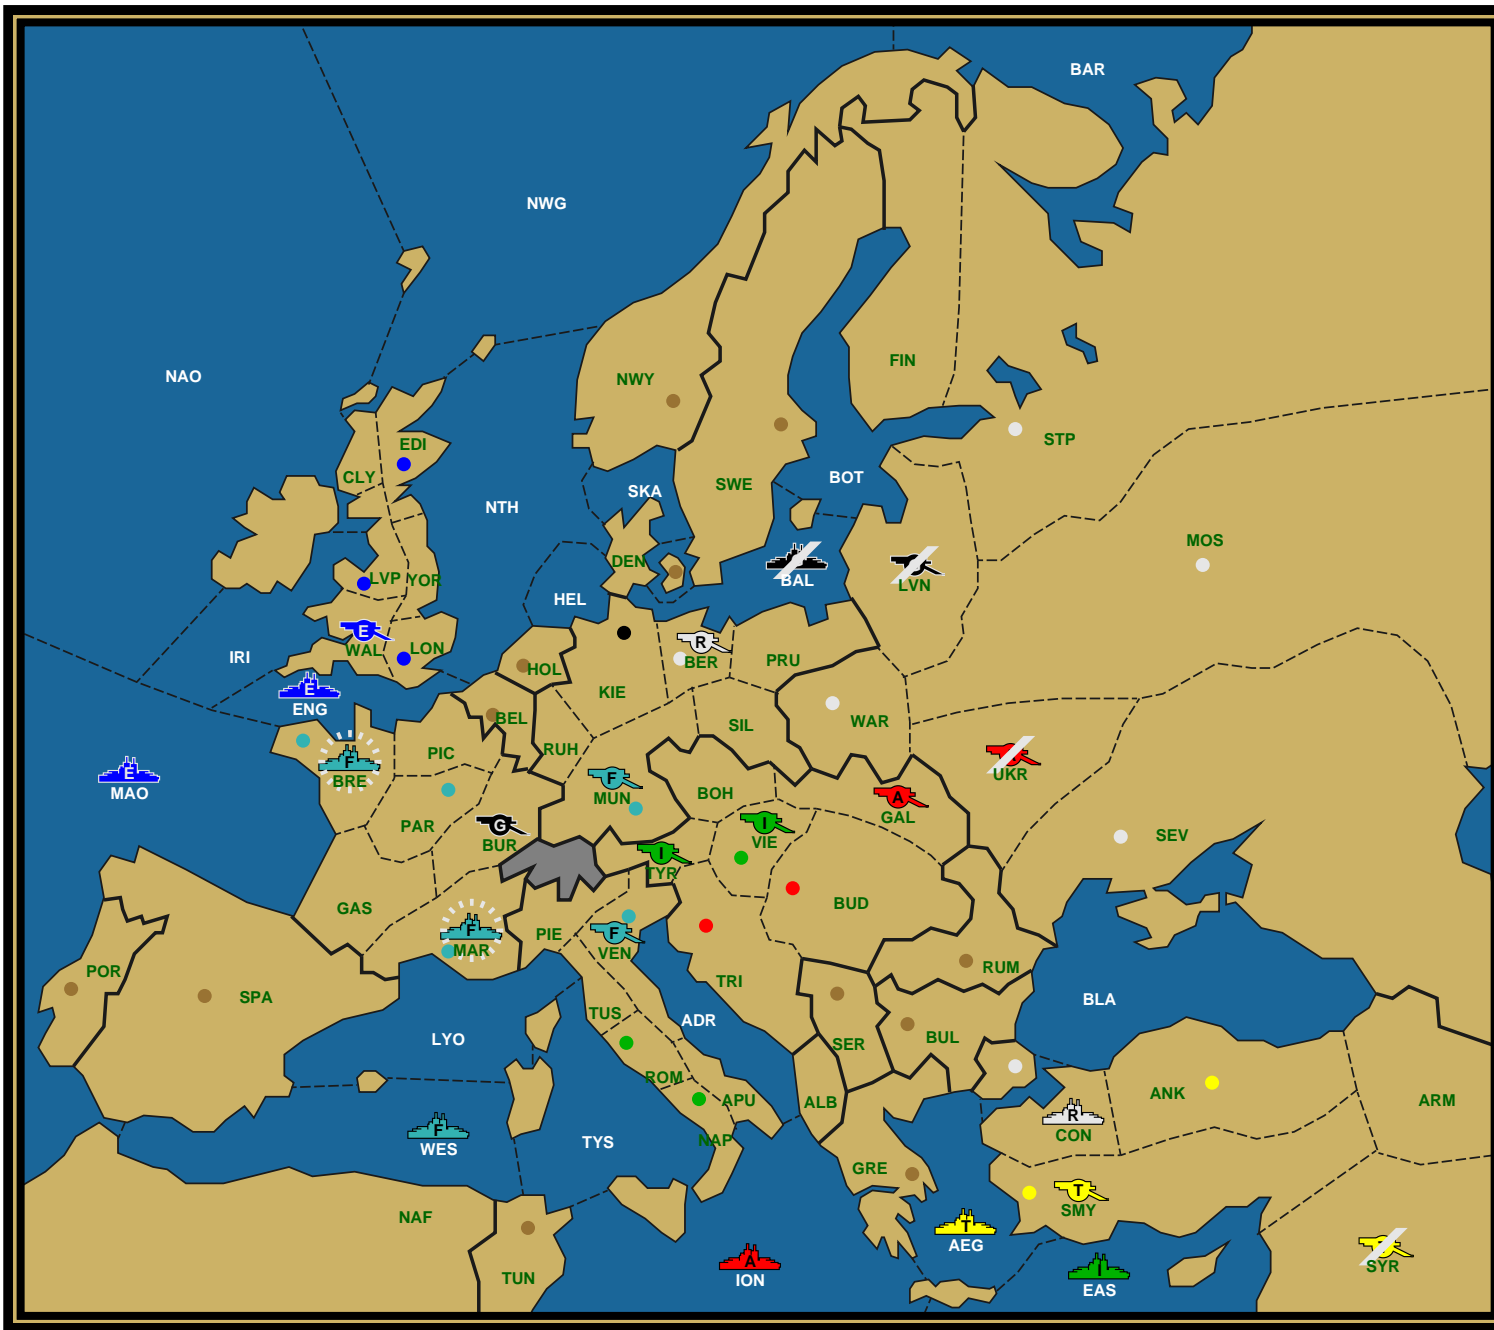 BAR
NWG
NAO
FIN
NWY
STP
EDI
CLY
SWE
BOT
SKA
NTH
MOS
DEN
BAL
LVN
LVP YOR
HEL
E
WAL
LON
IRI
R
BER
PRU
HOL
KIE
E
ENG
BEL
WAR
SIL
RUH
PIC
F
BRE
UKR
E
MAO
F
MUN
BOH
A
GAL
PAR
G
BUR
I
VIE
SEV
I
TYR
GAS
BUD
F
MAR
PIE
F
VEN
POR
SPA
RUM
TRI
BLA
TUS
ADR
LYO
SER
BUL
ROM
APU
ALB
ANK
ARM
R
CON
F
WES
TYS
NAP
GRE
T
SMY
NAF
T
AEG
TUN
A
ION
I
EAS
SYR